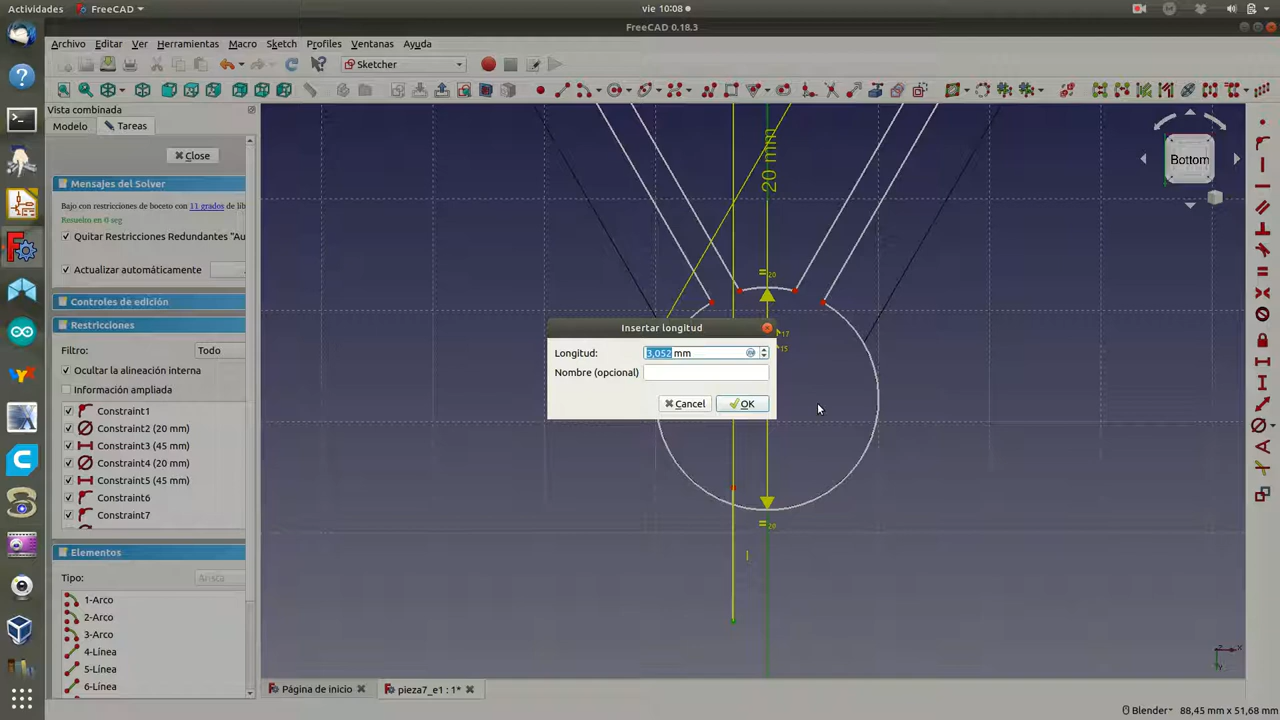 Actividades FreeCAD vie 10:08
FreeCAD 0.18.3
Archivo Editar Ver Herramientas Macro Sketch Profiles Ventanas Ayuda
Sketcher
Vista combinada
Modelo Tareas
Close
Mensajes del Solver
Bajo con restricciones de boceto con 11 grados de lib
Resuelto en 0 seg
Quitar Restricciones Redundantes "Au
Actualizar automáticamente
Controles de edición
Restricciones
Filtro: Todo
Ocultar la alineación interna
Información ampliada
Constraint1
Constraint2 (20 mm)
Constraint3 (45 mm)
Constraint4 (20 mm)
Constraint5 (45 mm)
Constraint6
Constraint7
Elementos
Tipo: Arista
1-Arco
2-Arco
3-Arco
4-Línea
5-Línea
6-Línea
20 mm
20
17
15
20
Bottom
Insertar longitud
Longitud: 3,052 mm
Nombre (opcional)
Cancel OK
Página de inicio pieza7_e1 : 1*
Blender 88,45 mm x 51,68 mm